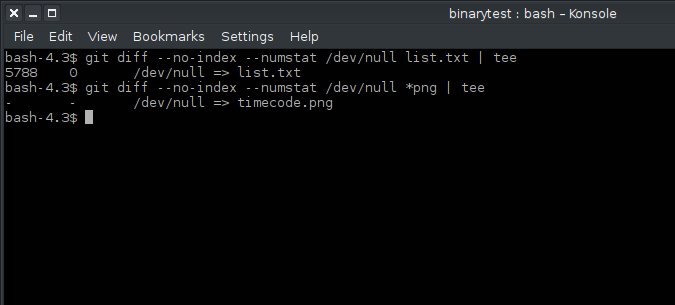 binarytest : bash – Konsole
File Edit View Bookmarks Settings Help
bash-4.3$ git diff --no-index --numstat /dev/null list.txt | tee
5788 0 /dev/null => list.txt
bash-4.3$ git diff --no-index --numstat /dev/null *png | tee
- - /dev/null => timecode.png
bash-4.3$